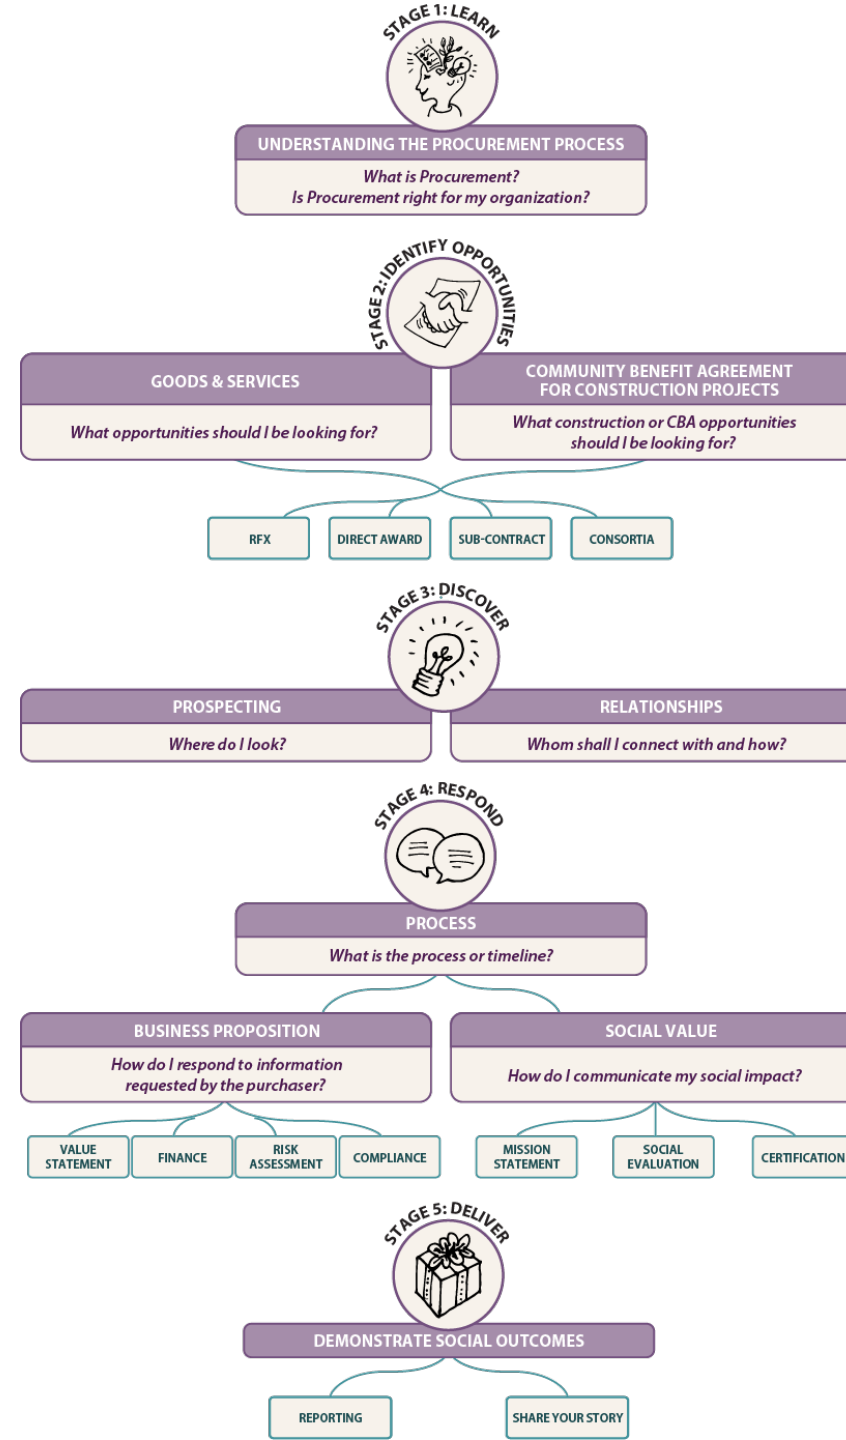 STAGE 1: LEARN
UNDERSTANDING THE PROCUREMENT PROCESS
What is Procurement?
Is Procurement right for my organization?
STAGE 2: IDENTIFY OPPORTUNITIES
GOODS & SERVICES
What opportunities should I be looking for?
COMMUNITY BENEFIT AGREEMENT
FOR CONSTRUCTION PROJECTS
What construction or CBA opportunities
should I be looking for?
RFX
DIRECT AWARD
SUB-CONTRACT
CONSORTIA
STAGE 3: DISCOVER
PROSPECTING
Where do I look?
RELATIONSHIPS
Whom shall I connect with and how?
STAGE 4: RESPOND
PROCESS
What is the process or timeline?
BUSINESS PROPOSITION
How do I respond to information
requested by the purchaser?
SOCIAL VALUE
How do I communicate my social impact?
VALUE
STATEMENT
FINANCE
RISK
ASSESSMENT
COMPLIANCE
MISSION
STATEMENT
SOCIAL
EVALUATION
CERTIFICATION
STAGE 5: DELIVER
DEMONSTRATE SOCIAL OUTCOMES
REPORTING
SHARE YOUR STORY